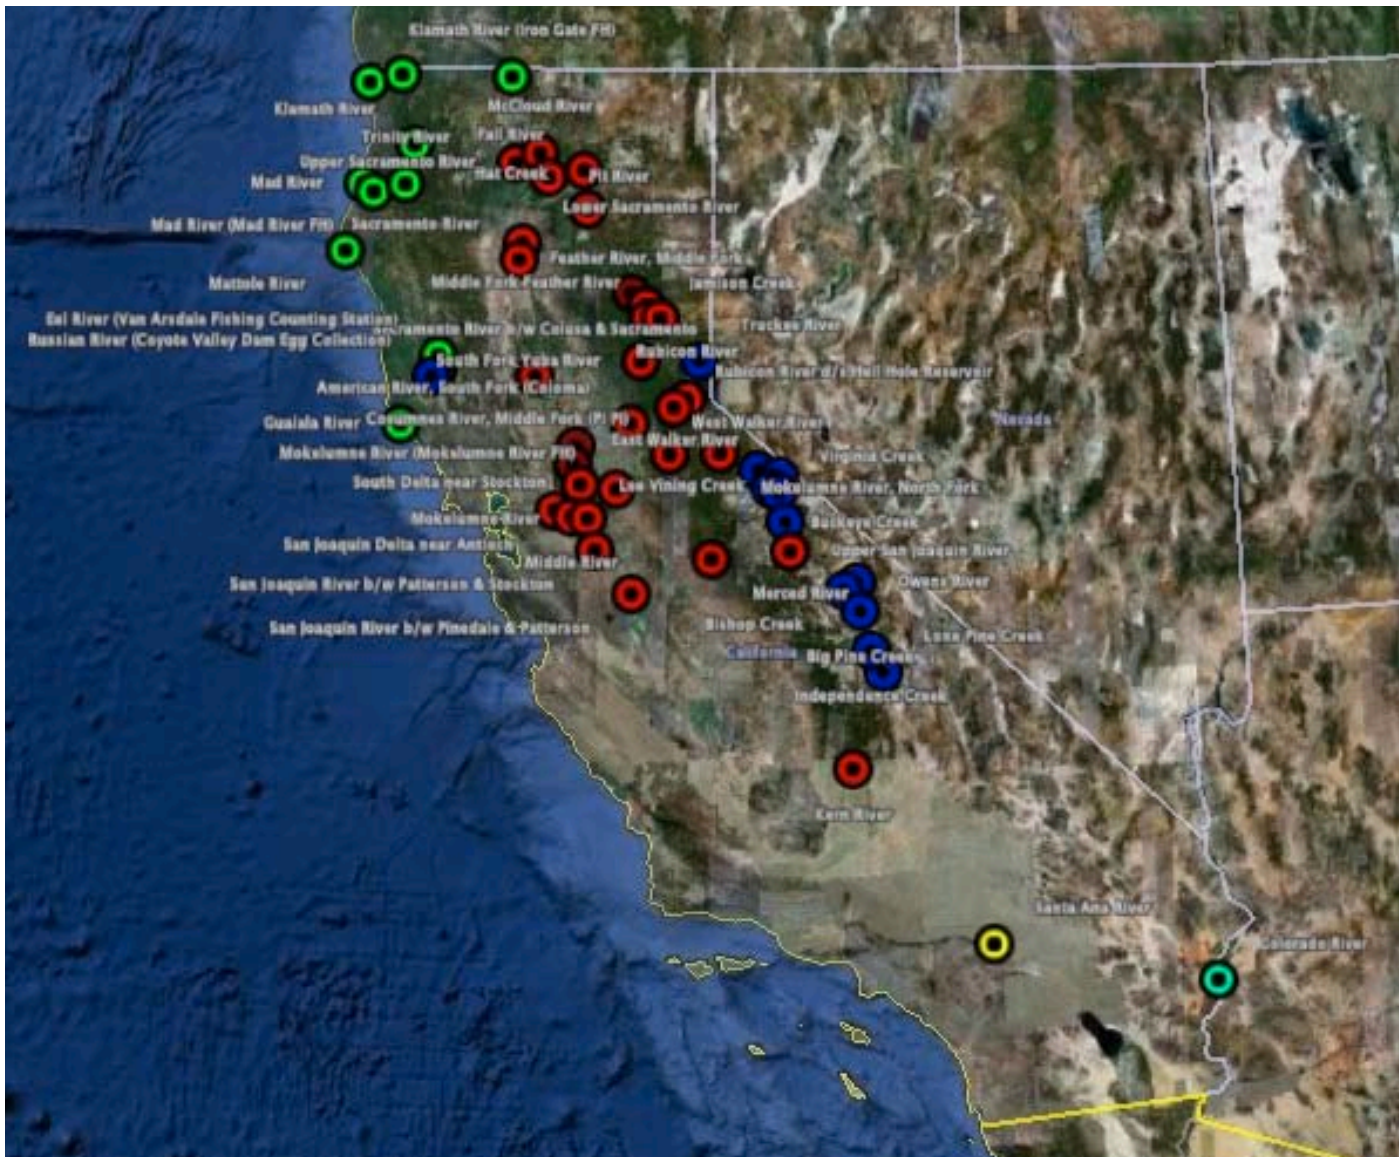 Klamath River (Iron Gate FH)
Klamath River
McCloud River
Trinity River
Fall River
Upper Sacramento River
Hat Creek
Pit River
Mad River
Lower Sacramento River
Mad River (Mad River FH)
Sacramento River
Feather River, Middle Fork
Mattole River
Middle Fork Feather River
Jamison Creek
Eel River (Van Arsdale Fishing Counting Station)
Sacramento River b/w Colusa & Sacramento
Truckee River
Russian River (Coyote Valley Dam Egg Collection)
Rubicon River
South Fork Yuba River
Rubicon River d/s Hell Hole Reservoir
American River, South Fork (Coloma)
Gualala River
Cosumnes River, Middle Fork (Pi Pi)
West Walker River
Nevada
East Walker River
Mokelumne River (Mokelumne River FH)
Virginia Creek
South Delta near Stockton
Lee Vining Creek
Mokelumne River, North Fork
Mokelumne River
Buckeye Creek
San Joaquin Delta near Antioch
Middle River
Upper San Joaquin River
San Joaquin River b/w Patterson & Stockton
Merced River
Owens River
San Joaquin River b/w Pinedale & Patterson
Bishop Creek
Lone Pine Creek
California
Big Pine Creek
Independence Creek
Kern River
Santa Ana River
Colorado River